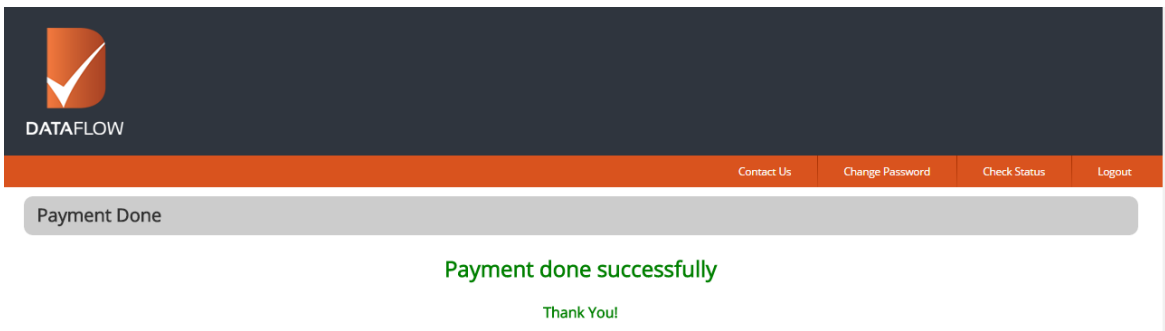 DATAFLOW
Contact Us Change Password Check Status Logout
Payment Done
Payment done successfully
Thank You!